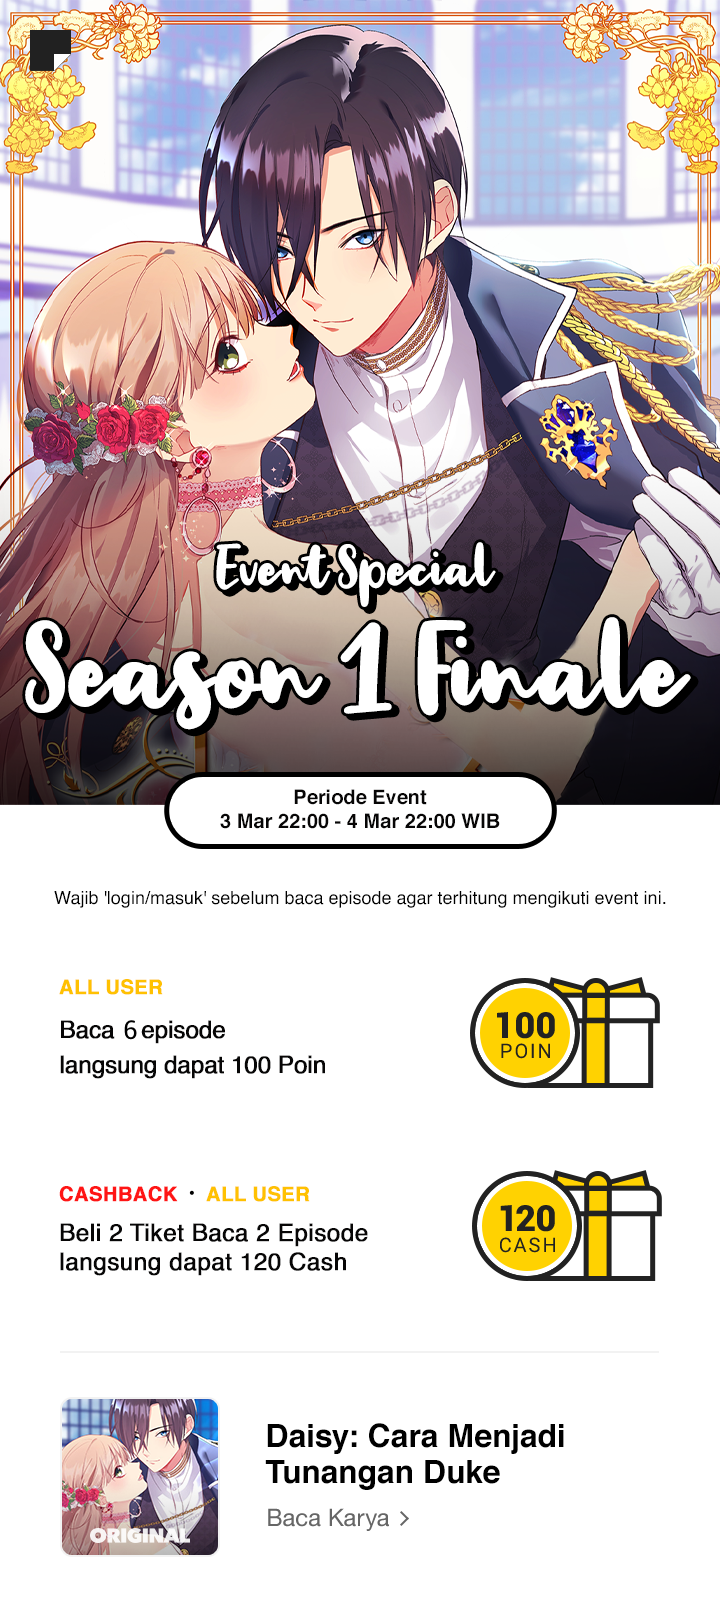 Event Special
Season 1 Finale
Periode Event
3 Mar 22:00 - 4 Mar 22:00 WIB
Wajib 'login/masuk' sebelum baca episode agar terhitung mengikuti event ini.
ALL USER
Baca 6 episode
langsung dapat 100 Poin
100
POIN
CASHBACK · ALL USER
Beli 2 Tiket Baca 2 Episode
langsung dapat 120 Cash
120
CASH
ORIGINAL
Daisy: Cara Menjadi
Tunangan Duke
Baca Karya >